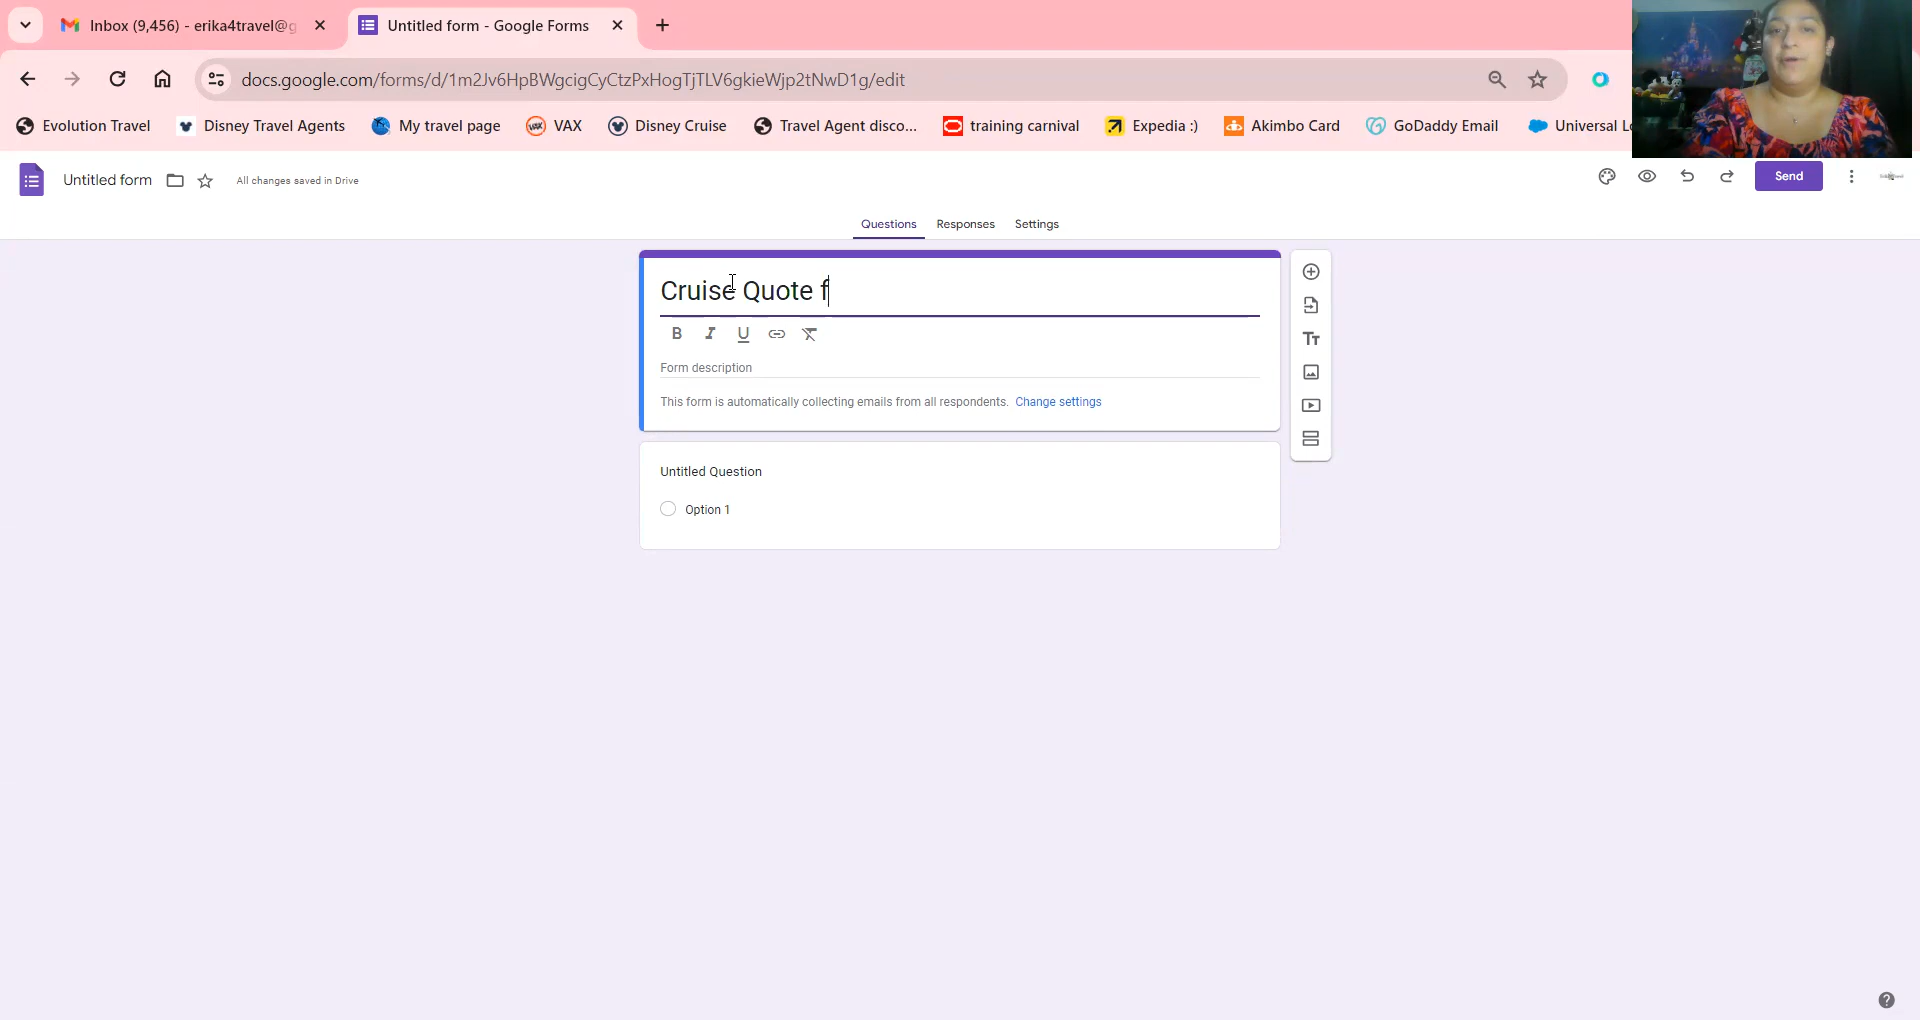 Inbox (9,456) - erika4travel@g
Untitled form - Google Forms
docs.google.com/forms/d/1m2Jv6HpBWgcigCyCtzPxHogTjTLV6gkieWjp2tNwD1g/edit
Evolution Travel
Disney Travel Agents
My travel page
VAX
Disney Cruise
Travel Agent disco...
training carnival
Expedia :)
Akimbo Card
GoDaddy Email
Universal Lo
Untitled form
All changes saved in Drive
Send
Questions
Responses
Settings
Cruise Quote f
B I U
Form description
This form is automatically collecting emails from all respondents. Change settings
Untitled Question
Option 1